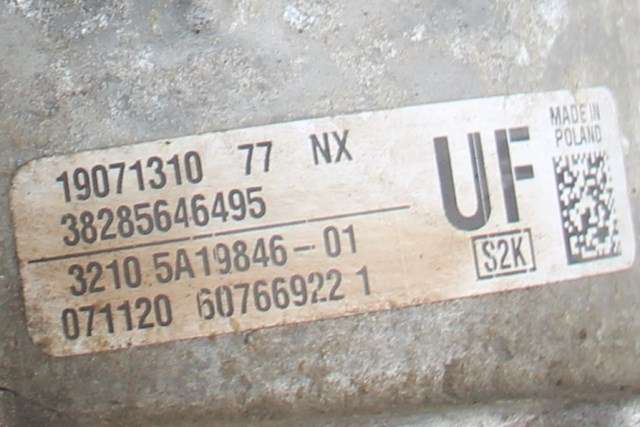 19071310 77 NX
38285646495
3210 5A19846-01
071120 60766922 1
UF
S2K
MADE IN
POLAND